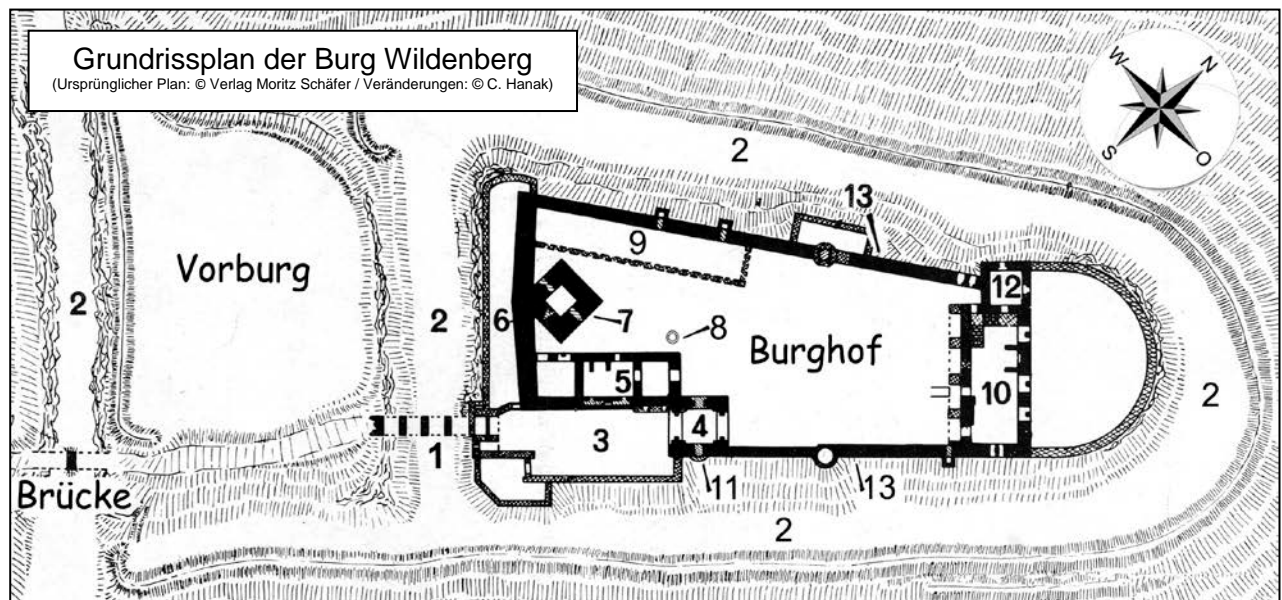 Grundrissplan der Burg Wildenberg
(Ursprünglicher Plan: © Verlag Moritz Schäfer / Veränderungen: © C. Hanak)
W N
S O
2
13
9
Vorburg
12
2
2
6
7
8
Burghof
5
10
2
4
3
1
Brücke
11
13
2